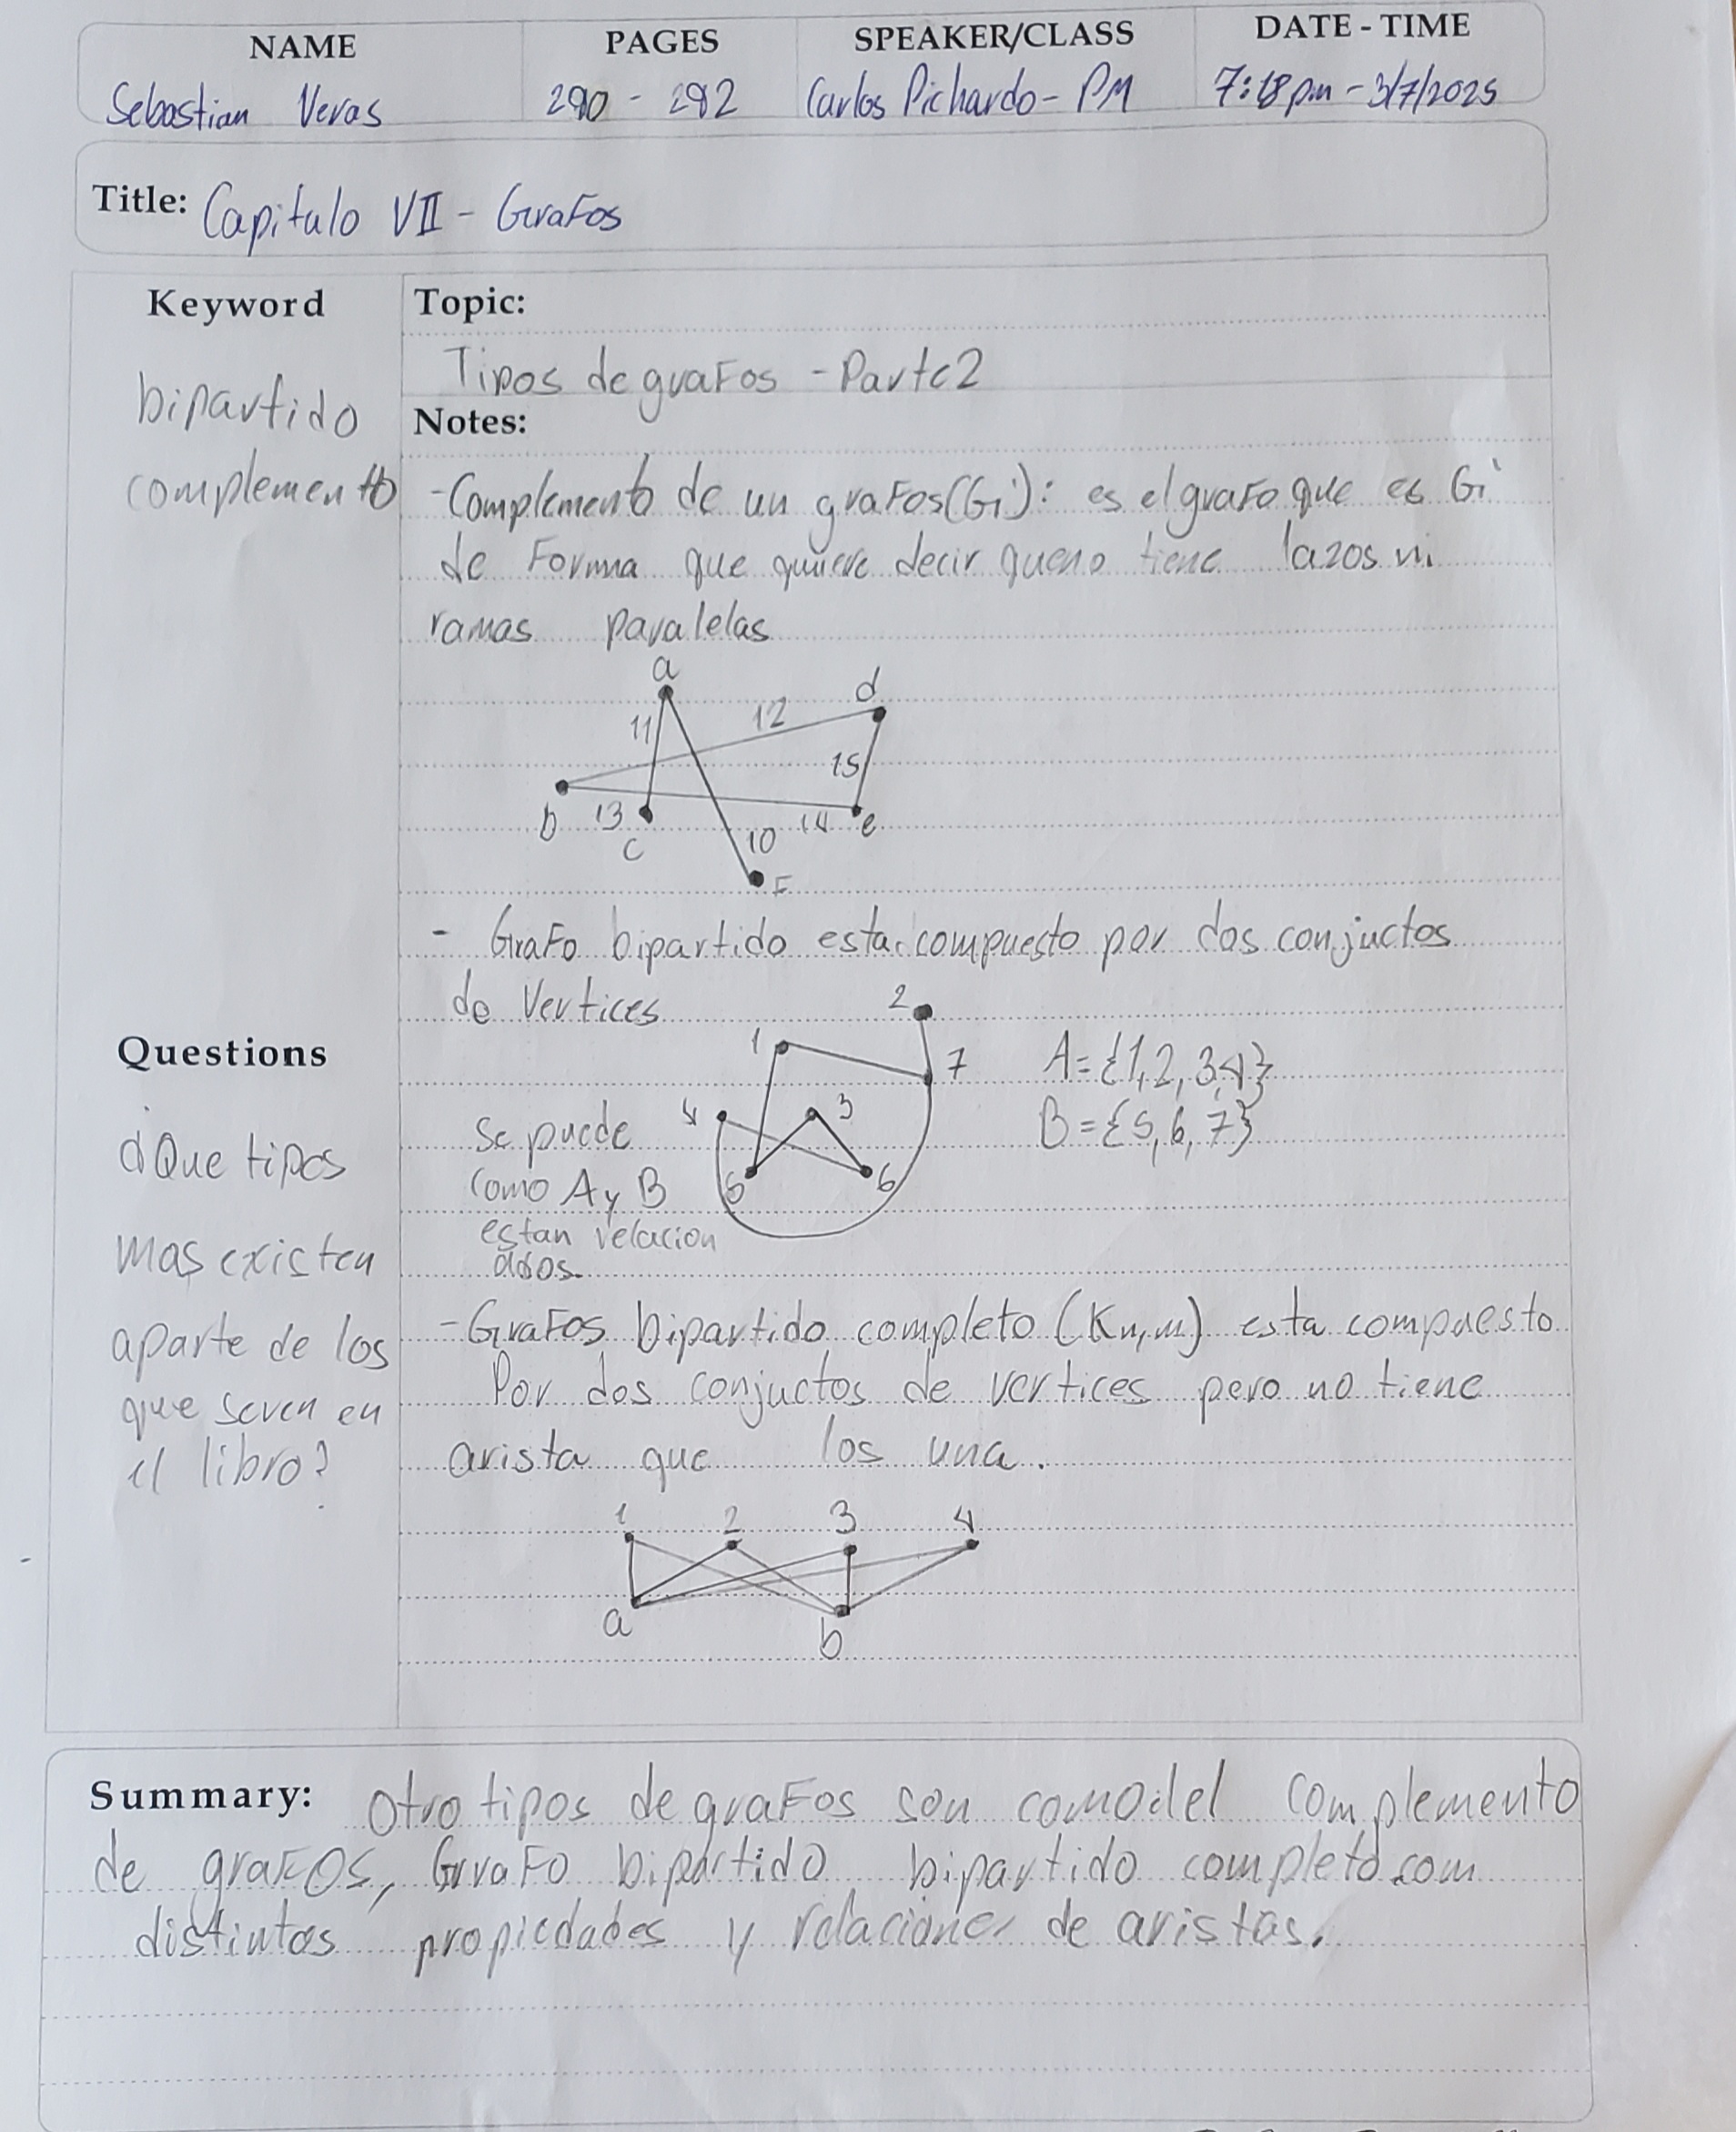 NAME PAGES SPEAKER/CLASS DATE - TIME
Sebastian Veras 290 - 292 Carlos Pichardo - PM 7:18 pm - 3/7/2025
Title: Capitulo VII - Grafos
Keyword
bipartido
complemento
Topic:
Tipos de grafos - Parte 2
Notes:
- Complemento de un grafos (G'): es el grafo que es G'
de forma que quiere decir que no tiene lazos ni
ramas paralelas
a d
11 12
15
b 13 c 14 e
10
F
- Grafo bipartido esta compuesto por dos conjuctos
de Vertices
2
1 7 A={1,2,3,4}
4 3 B={5,6,7}
5 6
Se puede
como A y B
estan relacion
ados.
Questions
¿Que tipos
mas existen
aparte de los
que se ven en
el libro?
- Grafos bipartido completo (Kn,m) esta compuesto
Por dos conjuctos de vertices pero no tiene
arista que los una.
1 2 3 4
a b
Summary: Otro tipos de grafos son como del complemento
de grafos, Grafo bipartido bipartido completo com
distintos propiedades y relaciones de aristas.